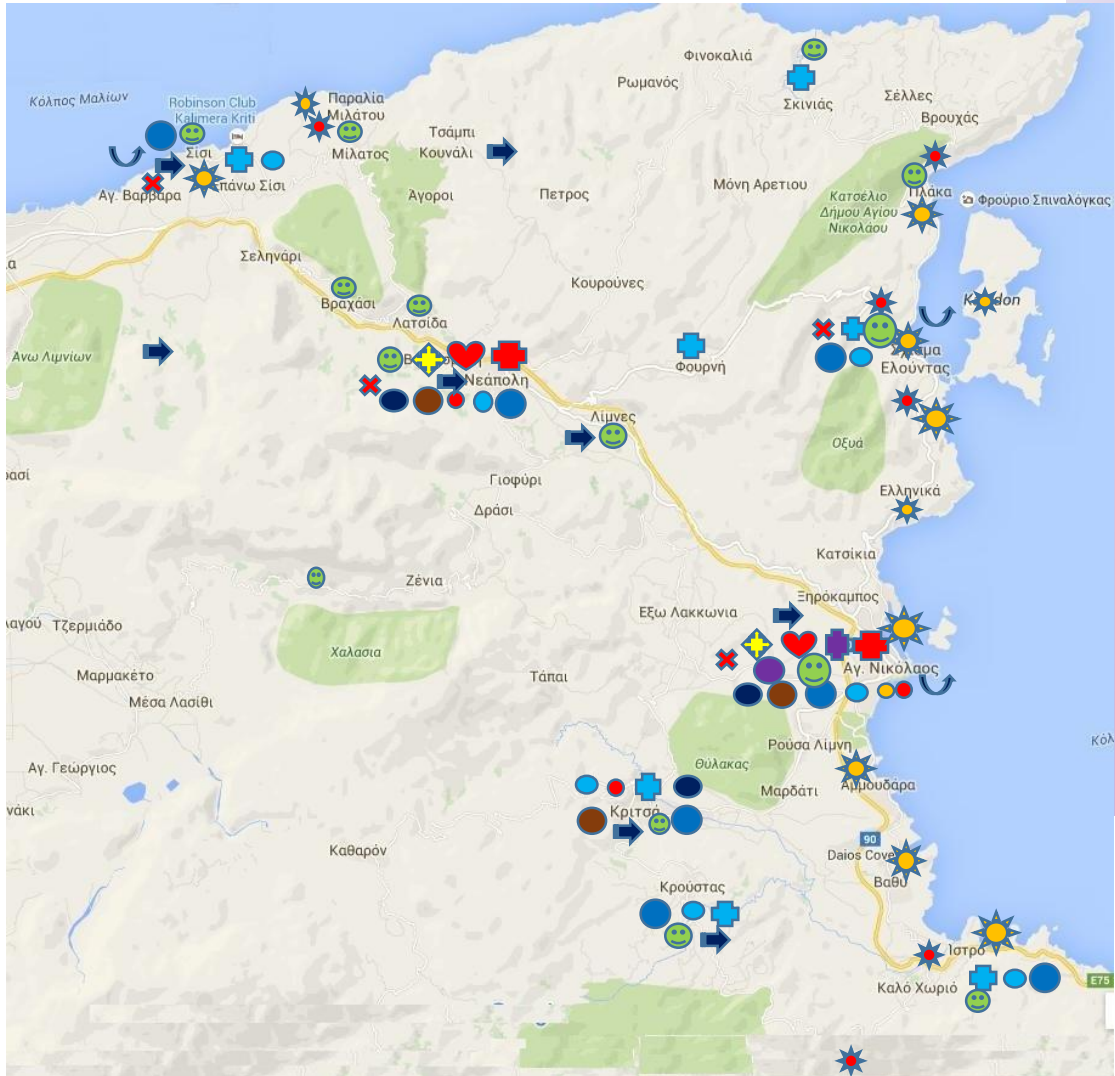 Φινοκαλιά
Ρωμανός
Κόλπος Μαλίων
Robinson Club
Kalimera Kriti
Παραλία
Μιλάτου
Σκινιάς
Σέλλες
Βρουχάς
Τσάμπι
Κουνάλι
Σίσι
Μίλατος
Επάνω Σίσι
Αγ. Βαρβάρα
Άγοροι
Πετρος
Μόνη Αρετιου
Πλάκα
Κατσέλιο
Δήμου Αγίου
Νικολάου
Φρούριο Σπιναλόγκας
Σεληνάρι
Κουρούνες
Βραχάσι
Λατσίδα
Άνω Λιμνίων
Νεάπολη
Φουρνή
Ελούντας
Λίμνες
Οξυά
Γιοφύρι
Δράσι
Ελληνικά
Κατσίκια
Ζένια
Ξηρόκαμπος
Εξω Λακκωνια
Τζερμιάδο
Χαλασια
Μαρμακέτο
Τάπαι
Αγ. Νικόλαος
Μέσα Λασίθι
Ρούσα Λίμνη
Θύλακας
Αγ. Γεώργιος
Μαρδάτι
Αμμουδάρα
Κριτσά
90
Καθαρόν
Daios Cove
Βαθύ
Κρούστας
Ίστρο
Καλό Χωριό
E75